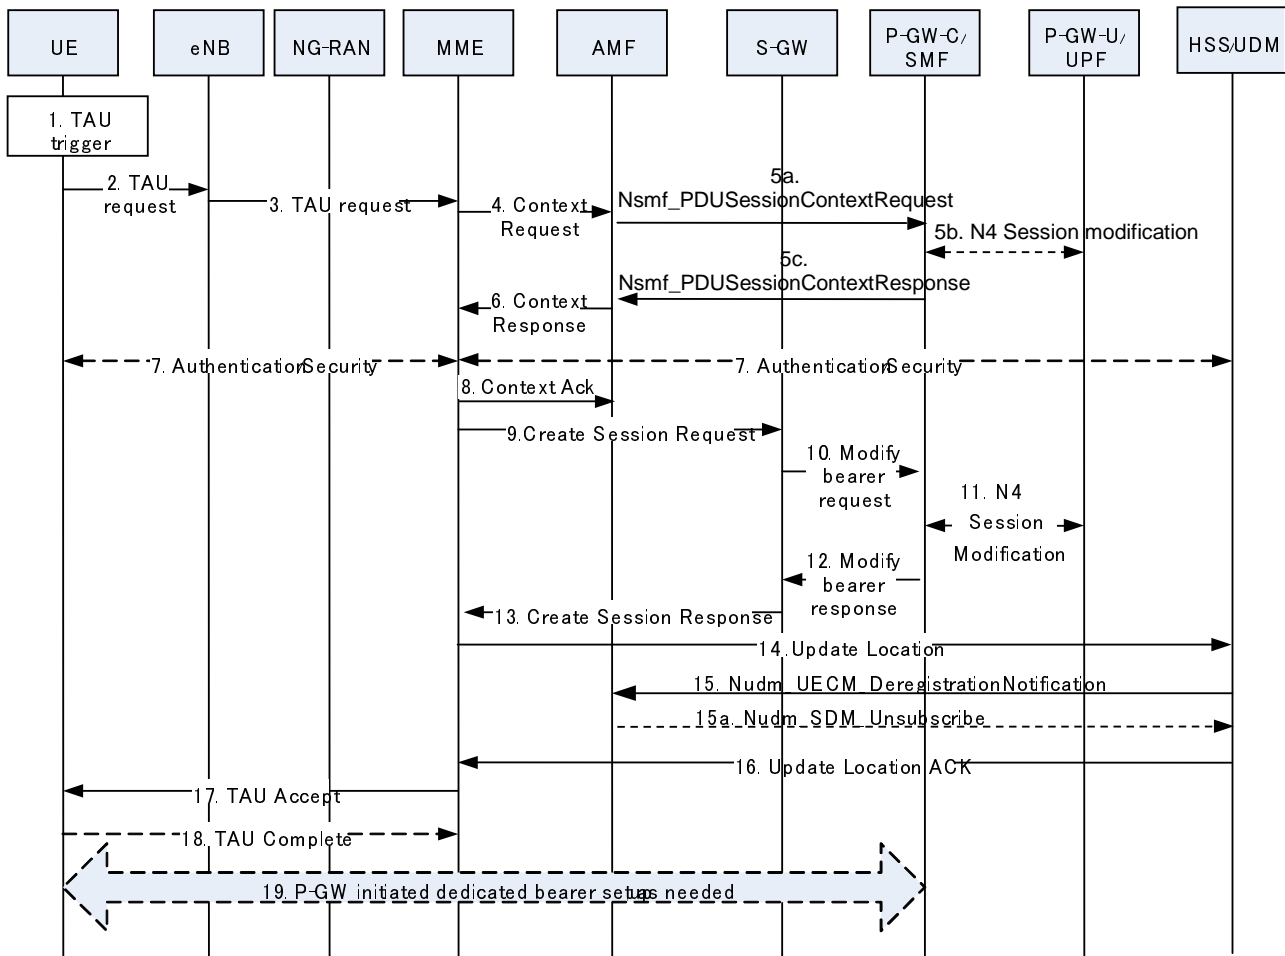 UE
eNB
NG-RAN
MME
AMF
S-GW
P-GW-C/
SMF
P-GW-U/
UPF
HSS/UDM
1. TAU
trigger
2. TAU
request
3. TAU request
4. Context
Request
5a.
Nsmf_PDUSessionContextRequest
5b. N4 Session modification
5c.
Nsmf_PDUSessionContextResponse
6. Context
Response
7. Authentication/Security
7. Authentication/Security
8. Context Ack
9.Create Session Request
10. Modify
bearer
request
11. N4
Session
Modification
12. Modify
bearer
response
13. Create Session Response
14.Update Location
15. Nudm_UECM_DeregistrationNotification
15a. Nudm_SDM_Unsubscribe
16. Update Location ACK
17. TAU Accept
18. TAU Complete
19. P-GW initiated dedicated bearer setup as needed